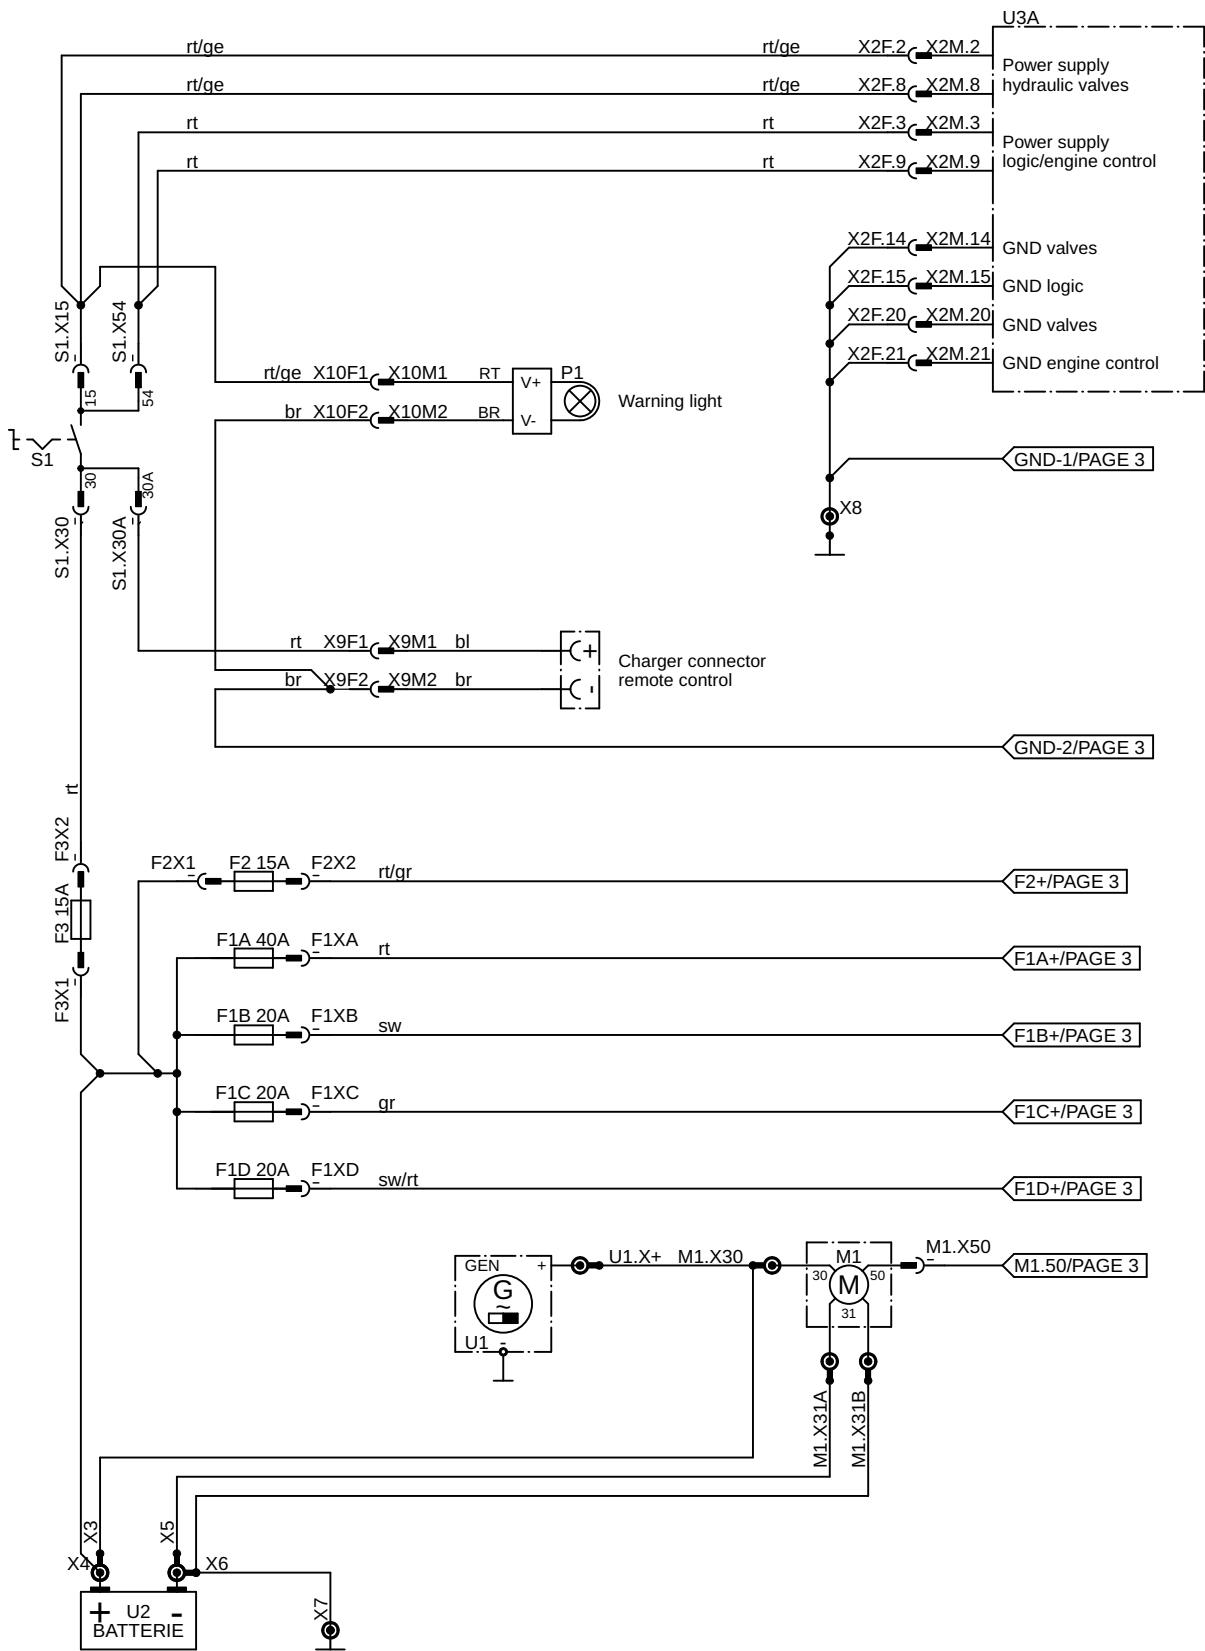 U3A
rt/ge rt/ge X2F.2 X2M.2
Power supply
hydraulic valves
rt/ge rt/ge X2F.8 X2M.8
rt rt X2F.3 X2M.3
Power supply
logic/engine control
rt rt X2F.9 X2M.9
X2F.14 X2M.14 GND valves
X2F.15 X2M.15 GND logic
X2F.20 X2M.20 GND valves
X2F.21 X2M.21 GND engine control
S1.X15
S1.X54
15
54
rt/ge X10F1 X10M1 RT V+ P1
Warning light
br X10F2 X10M2 BR V-
S1
30
30A
GND-1/PAGE 3
X8
S1.X30
S1.X30A
rt X9F1 X9M1 bl +
Charger connector
remote control
br X9F2 X9M2 br -
GND-2/PAGE 3
rt
F3X2
F3 15A
F3X1
F2X1 F2 15A F2X2 rt/gr F2+/PAGE 3
F1A 40A F1XA rt F1A+/PAGE 3
F1B 20A F1XB sw F1B+/PAGE 3
F1C 20A F1XC gr F1C+/PAGE 3
F1D 20A F1XD sw/rt F1D+/PAGE 3
GEN + U1.X+ M1.X30 M1 M1.X50
30 M 50 M1.50/PAGE 3
G
~
31
U1 -
M1.X31A
M1.X31B
X3
X5
X4
X6
X7
+ U2 -
BATTERIE